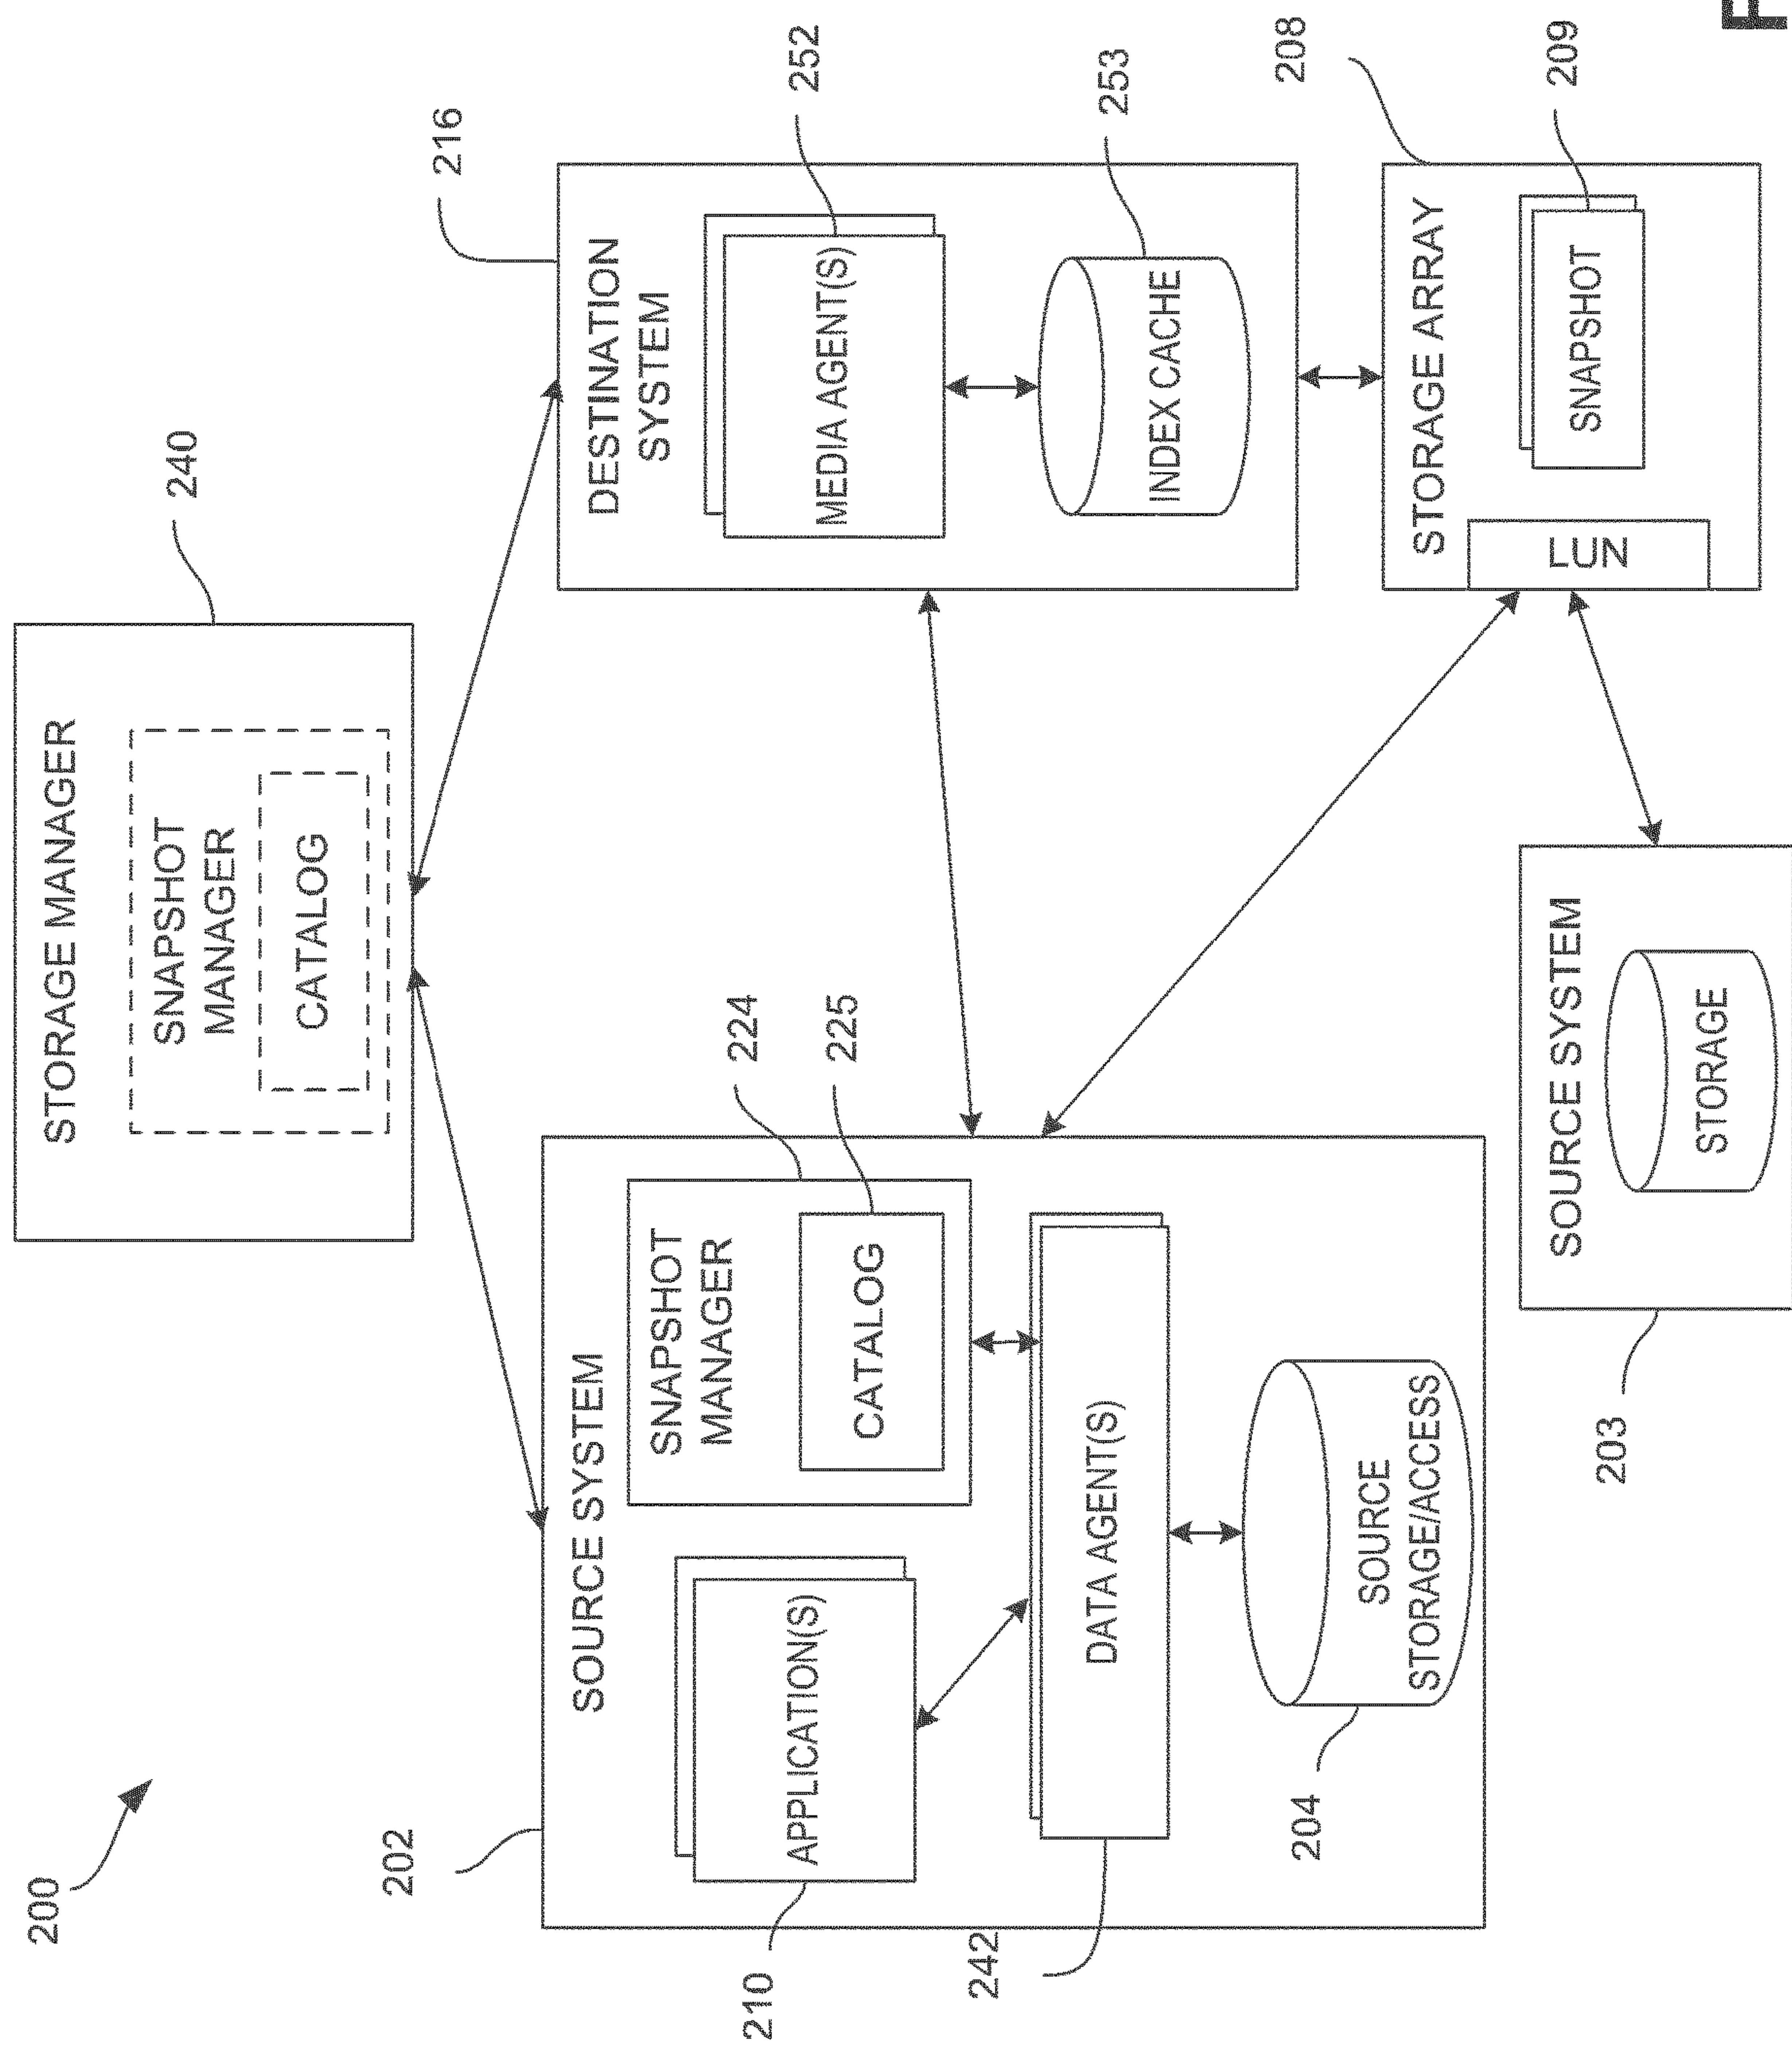 200
STORAGE MANAGER
240
SNAPSHOT
MANAGER
CATALOG
202
SOURCE SYSTEM
210
APPLICATION(S)
SNAPSHOT
MANAGER
224
CATALOG
225
242
DATA AGENT(S)
204
SOURCE
STORAGE/ACCESS
216
DESTINATION
SYSTEM
252
MEDIA AGENT(S)
253
INDEX CACHE
203
SOURCE SYSTEM
STORAGE
208
STORAGE ARRAY
LUN
209
SNAPSHOT
F